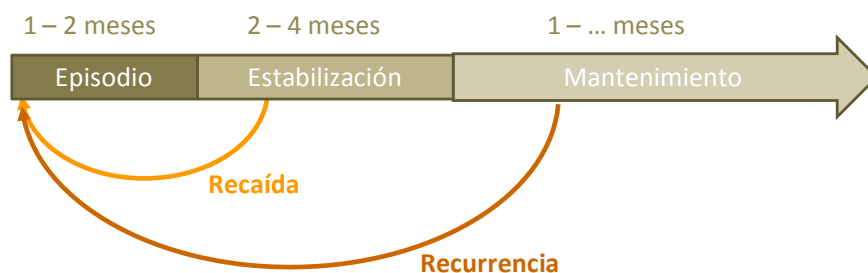 1 – 2 meses 2 – 4 meses 1 – ... meses
Episodio Estabilización Mantenimiento
Recaída
Recurrencia